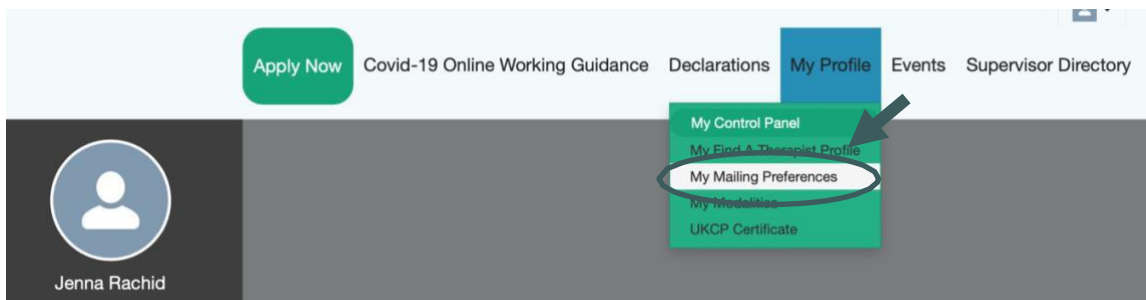 Apply Now Covid-19 Online Working Guidance Declarations My Profile Events Supervisor Directory
My Control Panel
My Find A Therapist Profile
My Mailing Preferences
My Modalities
UKCP Certificate
Jenna Rachid